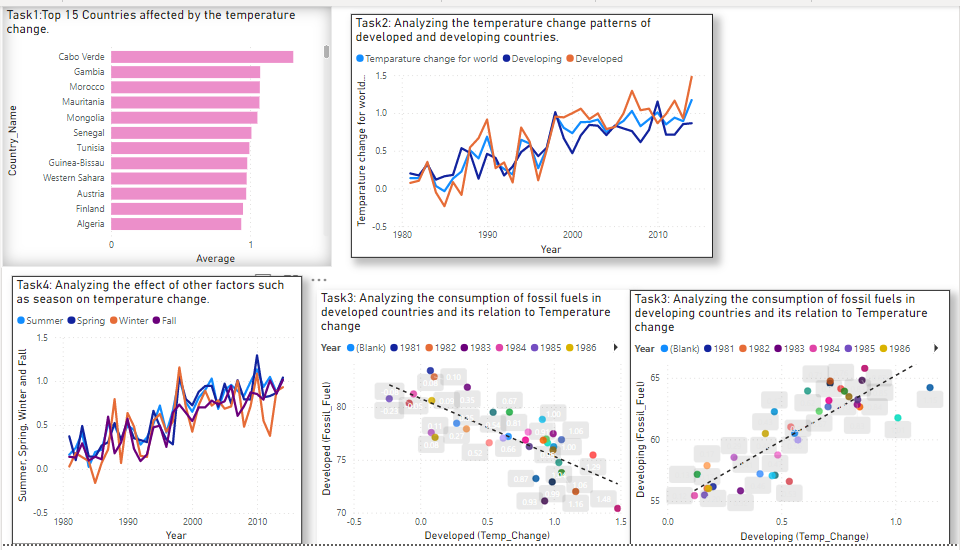 Task1:Top 15 Countries affected by the temperature
change.
Country_Name
Cabo Verde
Gambia
Morocco
Mauritania
Mongolia
Senegal
Tunisia
Guinea-Bissau
Western Sahara
Austria
Finland
Algeria
0 1
Average
Task2: Analyzing the temperature change patterns of
developed and developing countries.
Temparature change for world Developing Developed
Temparature change for world...
1.5
1.0
0.5
0.0
-0.5
1980 1990 2000 2010
Year
Task4: Analyzing the effect of other factors such
as season on temperature change.
Summer Spring Winter Fall
Summer, Spring, Winter and Fall
1.5
1.0
0.5
0.0
-0.5
1980 1990 2000 2010
Year
Task3: Analyzing the consumption of fossil fuels in
developed countries and its relation to Temperature
change
Year (Blank) 1981 1982 1983 1984 1985 1986
Developed (Fossil_Fuel)
80
75
70
-0.5 0.0 0.5 1.0 1.5
Developed (Temp_Change)
Task3: Analyzing the consumption of fossil fuels in
developing countries and its relation to Temperature
change
Year (Blank) 1981 1982 1983 1984 1985 1986
Developing (Fossil_Fuel)
65
60
55
0.0 0.5 1.0
Developing (Temp_Change)